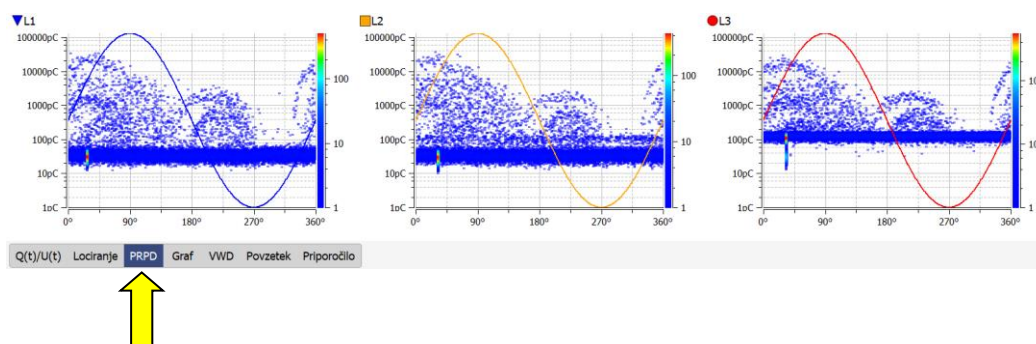 L1
100000pC
10000pC
1000pC
100pC
10pC
1pC
0° 90° 180° 270° 360°
100
10
1
L2
100000pC
10000pC
1000pC
100pC
10pC
1pC
0° 90° 180° 270° 360°
100
10
1
L3
100000pC
10000pC
1000pC
100pC
10pC
1pC
0° 90° 180° 270° 360°
10
1
Q(t)/U(t) Lociranje PRPD Graf VWD Povzetek Priporočilo